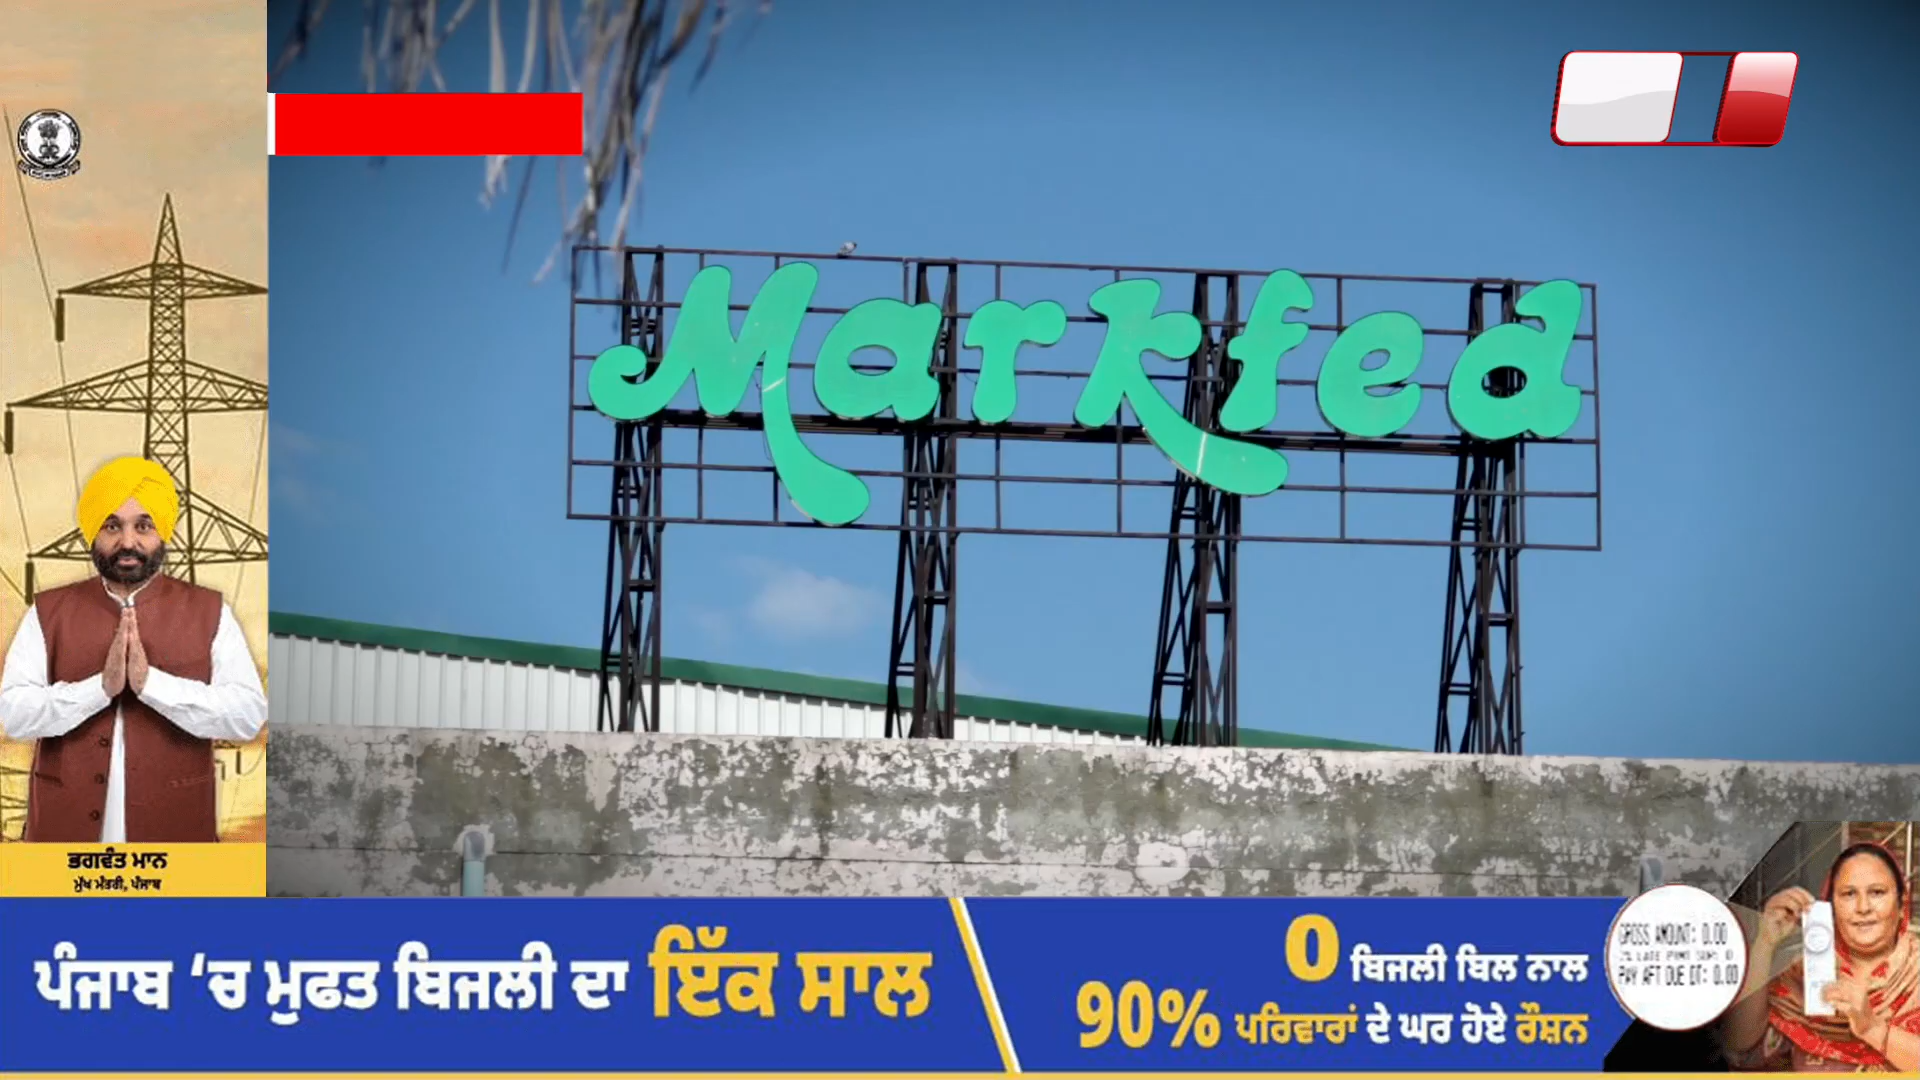 Markfed
ਭਗਵੰਤ ਮਾਨ
ਮੁੱਖ ਮੰਤਰੀ, ਪੰਜਾਬ
ਪੰਜਾਬ ‘ਚ ਮੁਫਤ ਬਿਜਲੀ ਦਾ ਇੱਕ ਸਾਲ
0 ਬਿਜਲੀ ਬਿਲ ਨਾਲ
90% ਪਰਿਵਾਰਾਂ ਦੇ ਘਰ ਹੋਏ ਰੌਸ਼ਨ
GROSS AMOUNT: 0.00
PAY AFT DUE DT: 0.00